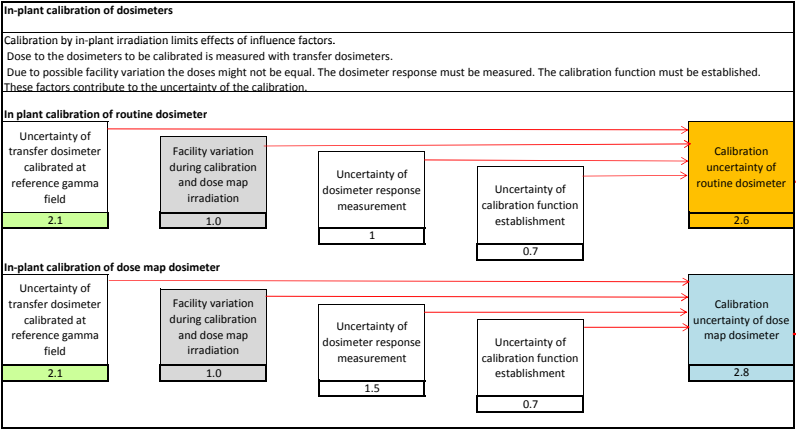 In-plant calibration of dosimeters
Calibration by in-plant irradiation limits effects of influence factors.
Dose to the dosimeters to be calibrated is measured with transfer dosimeters.
Due to possible facility variation the doses might not be equal. The dosimeter response must be measured. The calibration function must be established.
These factors contribute to the uncertainty of the calibration.
In plant calibration of routine dosimeter
Uncertainty of
transfer dosimeter
calibrated at
reference gamma
field
2.1
Facility variation
during calibration
and dose map
irradiation
1.0
Uncertainty of
dosimeter response
measurement
1
Uncertainty of
calibration function
establishment
0.7
Calibration
uncertainty of
routine dosimeter
2.6
In-plant calibration of dose map dosimeter
Uncertainty of
transfer dosimeter
calibrated at
reference gamma
field
2.1
Facility variation
during calibration
and dose map
irradiation
1.0
Uncertainty of
dosimeter response
measurement
1.5
Uncertainty of
calibration function
establishment
0.7
Calibration
uncertainty of dose
map dosimeter
2.8